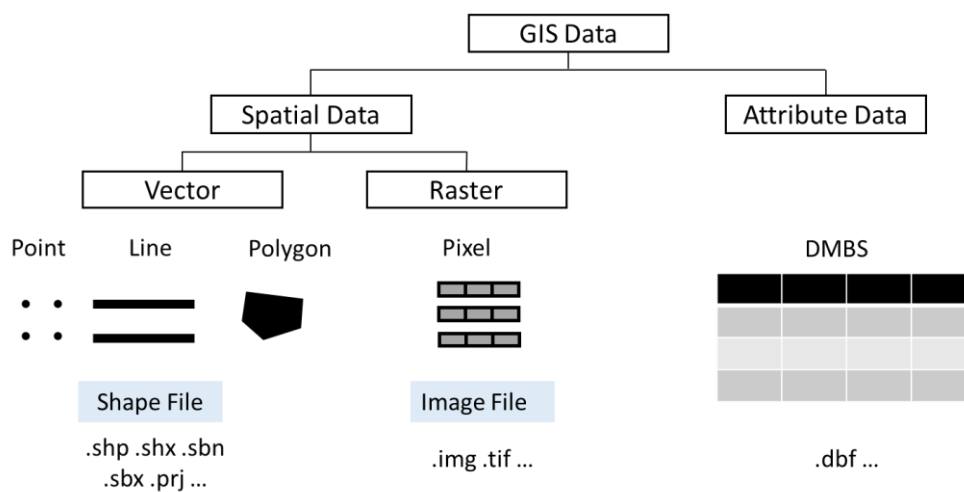 GIS Data
Spatial Data
Attribute Data
Vector
Raster
Point
Line
Polygon
Pixel
DMBS
Shape File
Image File
.shp .shx .sbn
.sbx .prj ...
.img .tif ...
.dbf ...